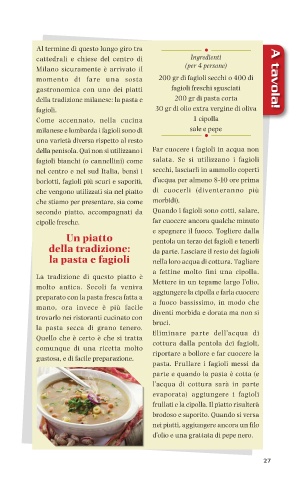 Al termine di questo lungo giro tra
cattedrali e chiese del centro di
Milano sicuramente è arrivato il
momento di fare una sosta
gastronomica con uno dei piatti
della tradizione milanese: la pasta e
fagioli.
Come accennato, nella cucina
milanese e lombarda i fagioli sono di
una varietà diversa rispetto al resto
della penisola. Qui non si utilizzano i
fagioli bianchi (o cannellini) come
nel centro e nel sud Italia, bensì i
borlotti, fagioli più scuri e saporiti,
che vengono utilizzati sia nel piatto
che stiamo per presentare, sia come
secondo piatto, accompagnati da
cipolle fresche.
Un piatto
della tradizione:
la pasta e fagioli
La tradizione di questo piatto è
molto antica. Secoli fa veniva
preparato con la pasta fresca fatta a
mano, ora invece è più facile
trovarlo nei ristoranti cucinato con
la pasta secca di grano tenero.
Quello che è certo è che si tratta
comunque di una ricetta molto
gustosa, e di facile preparazione.
Ingredienti
(per 4 persone)
200 gr di fagioli secchi o 400 di
fagioli freschi sgusciati
200 gr di pasta corta
30 gr di olio extra vergine di oliva
1 cipolla
sale e pepe
Far cuocere i fagioli in acqua non
salata. Se si utilizzano i fagioli
secchi, lasciarli in ammollo coperti
d'acqua per almeno 8-10 ore prima
di cuocerli (diventeranno più
morbidi).
Quando i fagioli sono cotti, salare,
far cuocere ancora qualche minuto
e spegnere il fuoco. Togliere dalla
pentola un terzo dei fagioli e tenerli
da parte. Lasciare il resto dei fagioli
nella loro acqua di cottura. Tagliare
a fettine molto fini una cipolla.
Mettere in un tegame largo l'olio,
aggiungere la cipolla e farla cuocere
a fuoco bassissimo, in modo che
diventi morbida e dorata ma non si
bruci.
Eliminare parte dell'acqua di
cottura dalla pentola dei fagioli,
riportare a bollore e far cuocere la
pasta. Frullare i fagioli messi da
parte e quando la pasta è cotta (e
l'acqua di cottura sarà in parte
evaporata) aggiungere i fagioli
frullati e la cipolla. Il piatto risulterà
brodoso e saporito. Quando si versa
nei piatti, aggiungere ancora un filo
d'olio e una grattata di pepe nero.
A tavola!
27